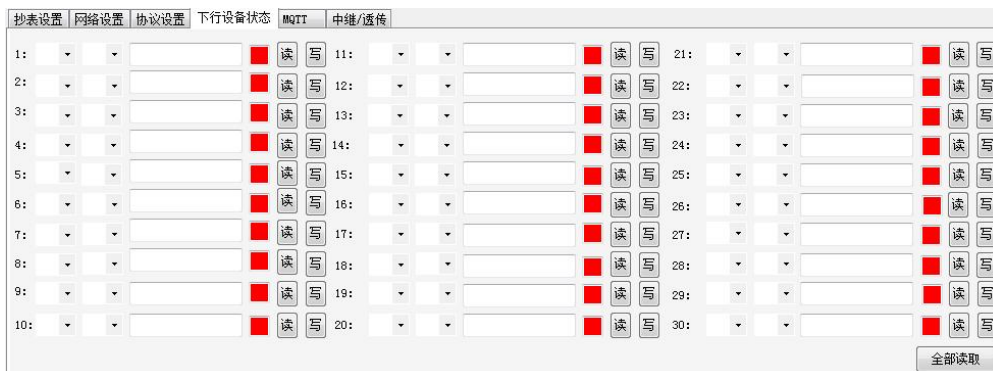 抄表设置 网络设置 协议设置 下行设备状态 MQTT 中继/透传
1: 读 写 11: 读 写 21: 读 写
2: 读 写 12: 读 写 22: 读 写
3: 读 写 13: 读 写 23: 读 写
4: 读 写 14: 读 写 24: 读 写
5: 读 写 15: 读 写 25: 读 写
6: 读 写 16: 读 写 26: 读 写
7: 读 写 17: 读 写 27: 读 写
8: 读 写 18: 读 写 28: 读 写
9: 读 写 19: 读 写 29: 读 写
10: 读 写 20: 读 写 30: 读 写
全部读取